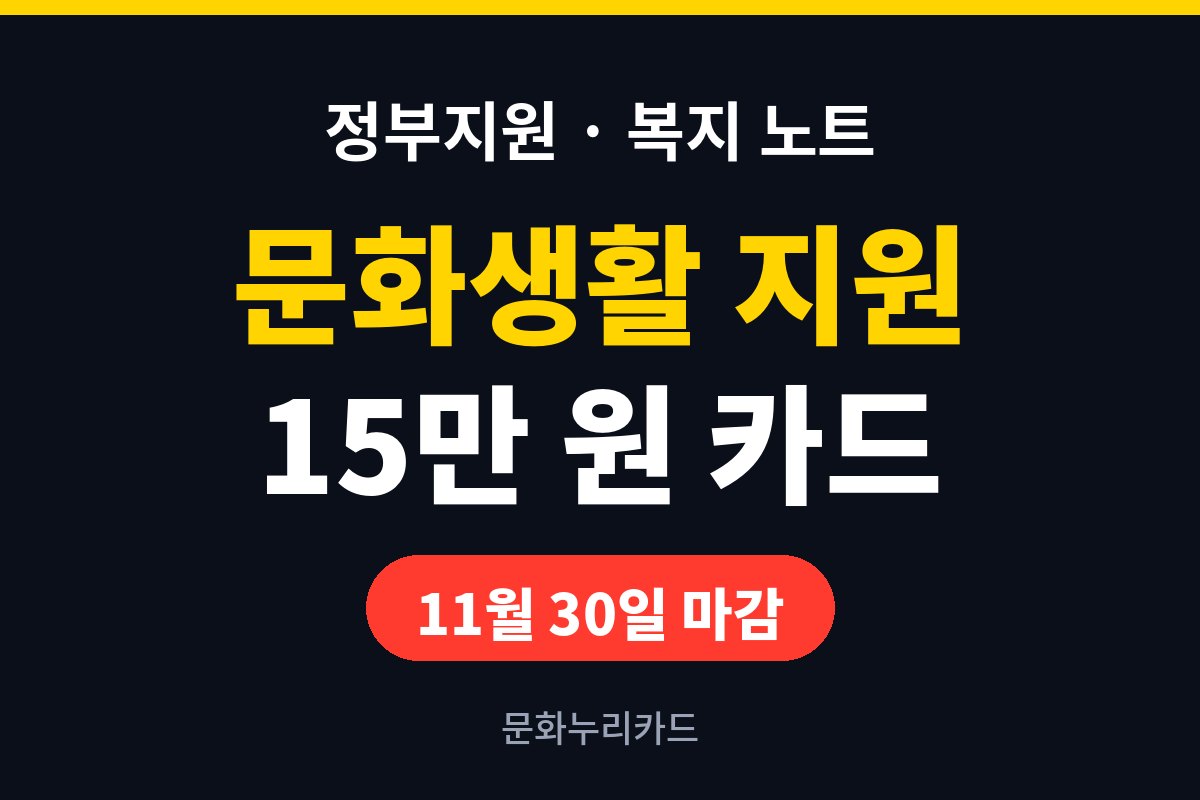 정부지원 · 복지 노트
문화생활 지원
15만 원 카드
11월 30일 마감
문화누리카드